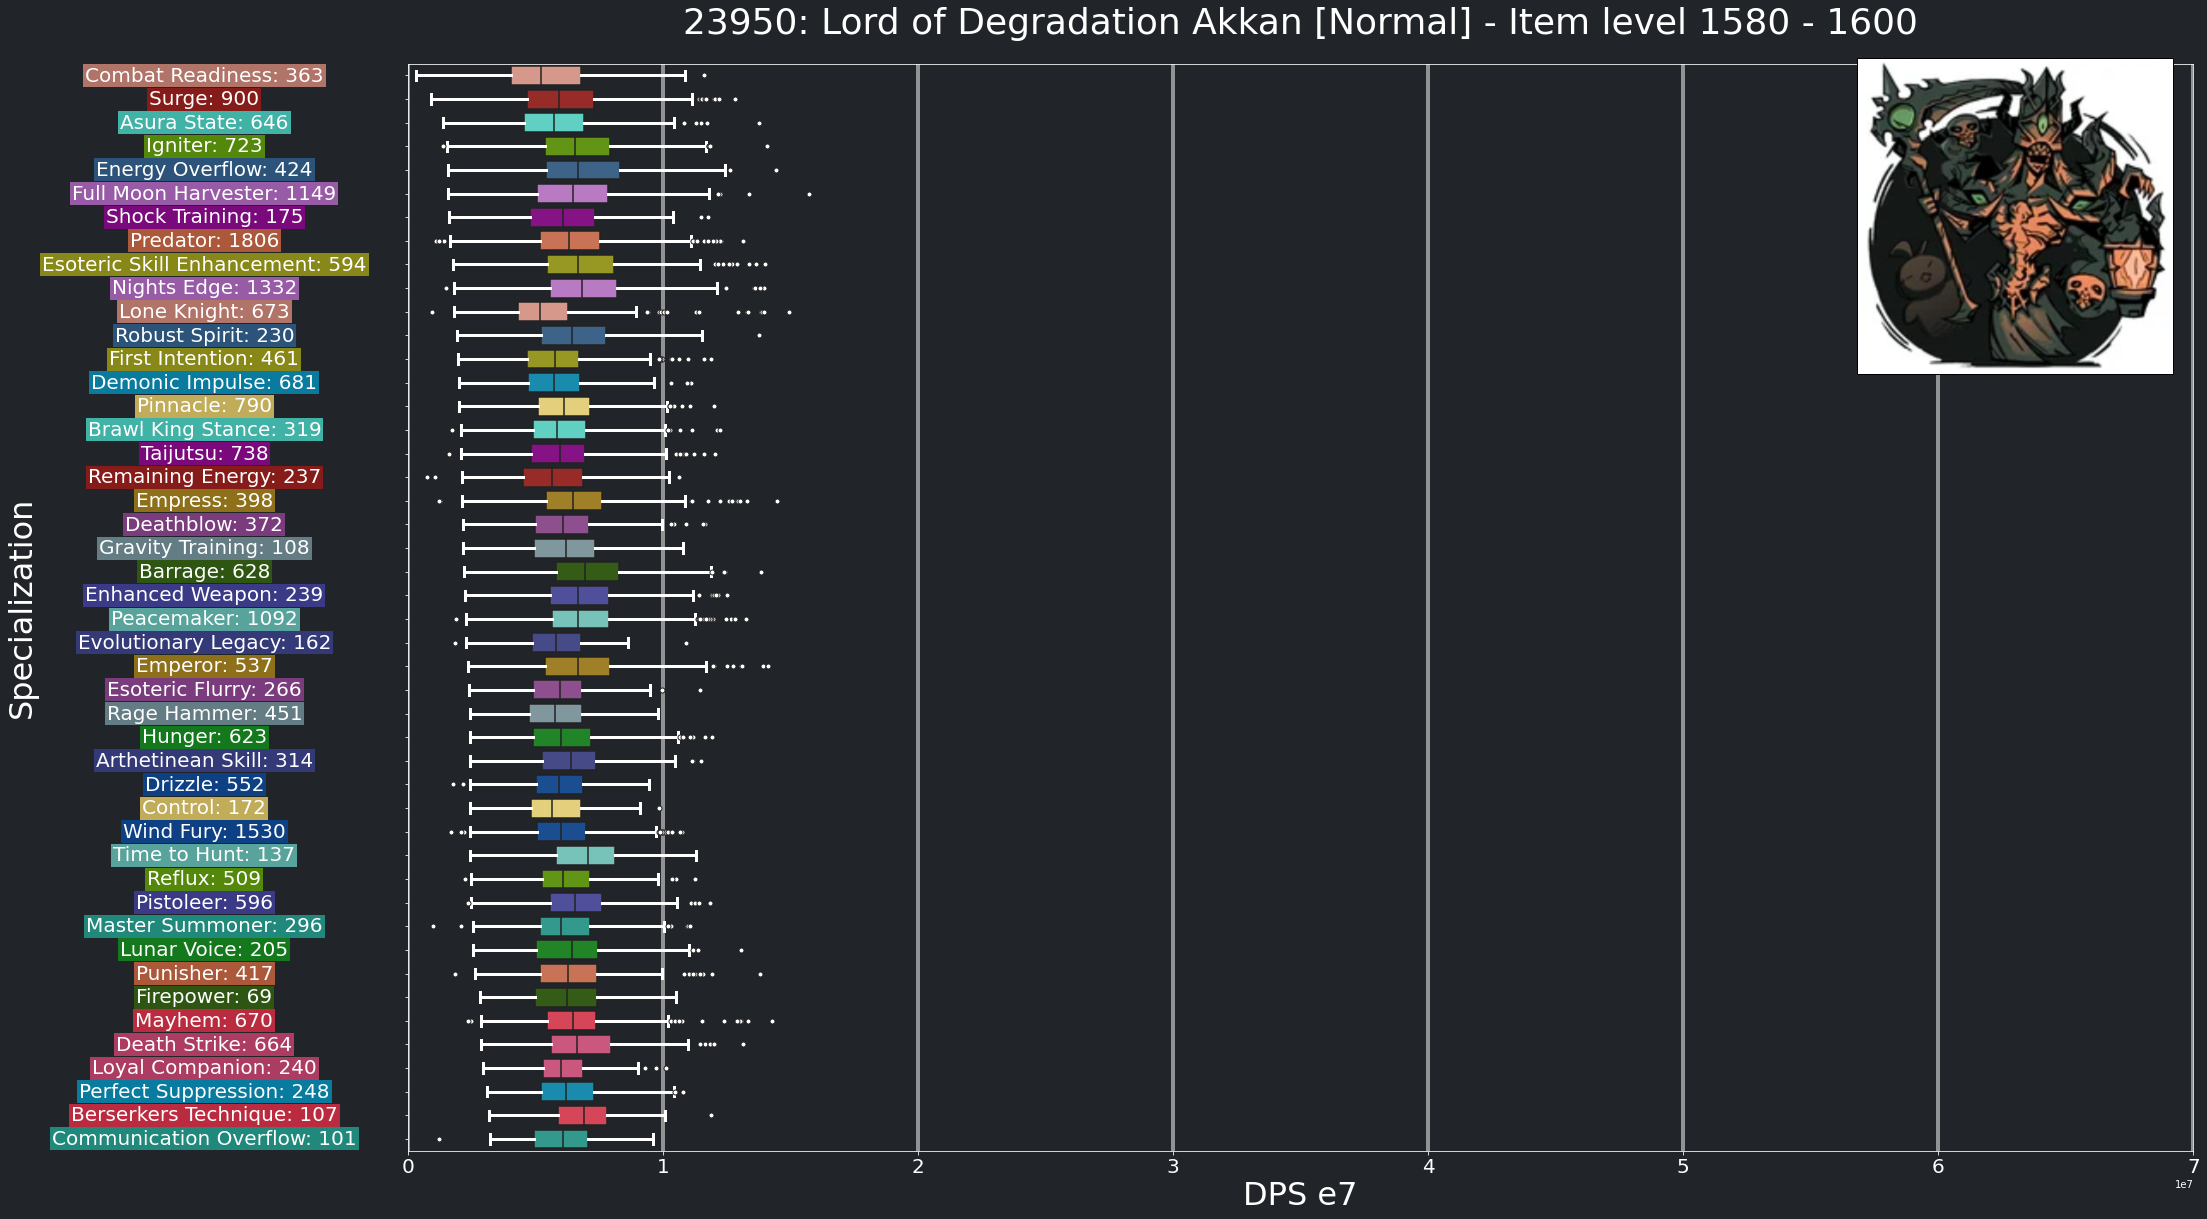 23950: Lord of Degradation Akkan [Normal] - Item level 1580 - 1600
Combat Readiness: 363
Surge: 900
Asura State: 646
Igniter: 723
Energy Overflow: 424
Full Moon Harvester: 1149
Shock Training: 175
Predator: 1806
Esoteric Skill Enhancement: 594
Nights Edge: 1332
Lone Knight: 673
Robust Spirit: 230
First Intention: 461
Demonic Impulse: 681
Pinnacle: 790
Brawl King Stance: 319
Taijutsu: 738
Remaining Energy: 237
Empress: 398
Deathblow: 372
Gravity Training: 108
Barrage: 628
Enhanced Weapon: 239
Peacemaker: 1092
Evolutionary Legacy: 162
Emperor: 537
Esoteric Flurry: 266
Rage Hammer: 451
Hunger: 623
Arthetinean Skill: 314
Drizzle: 552
Control: 172
Wind Fury: 1530
Time to Hunt: 137
Reflux: 509
Pistoleer: 596
Master Summoner: 296
Lunar Voice: 205
Punisher: 417
Firepower: 69
Mayhem: 670
Death Strike: 664
Loyal Companion: 240
Perfect Suppression: 248
Berserkers Technique: 107
Communication Overflow: 101
Specialization
0 1 2 3 4 5 6 7
1e7
DPS e7